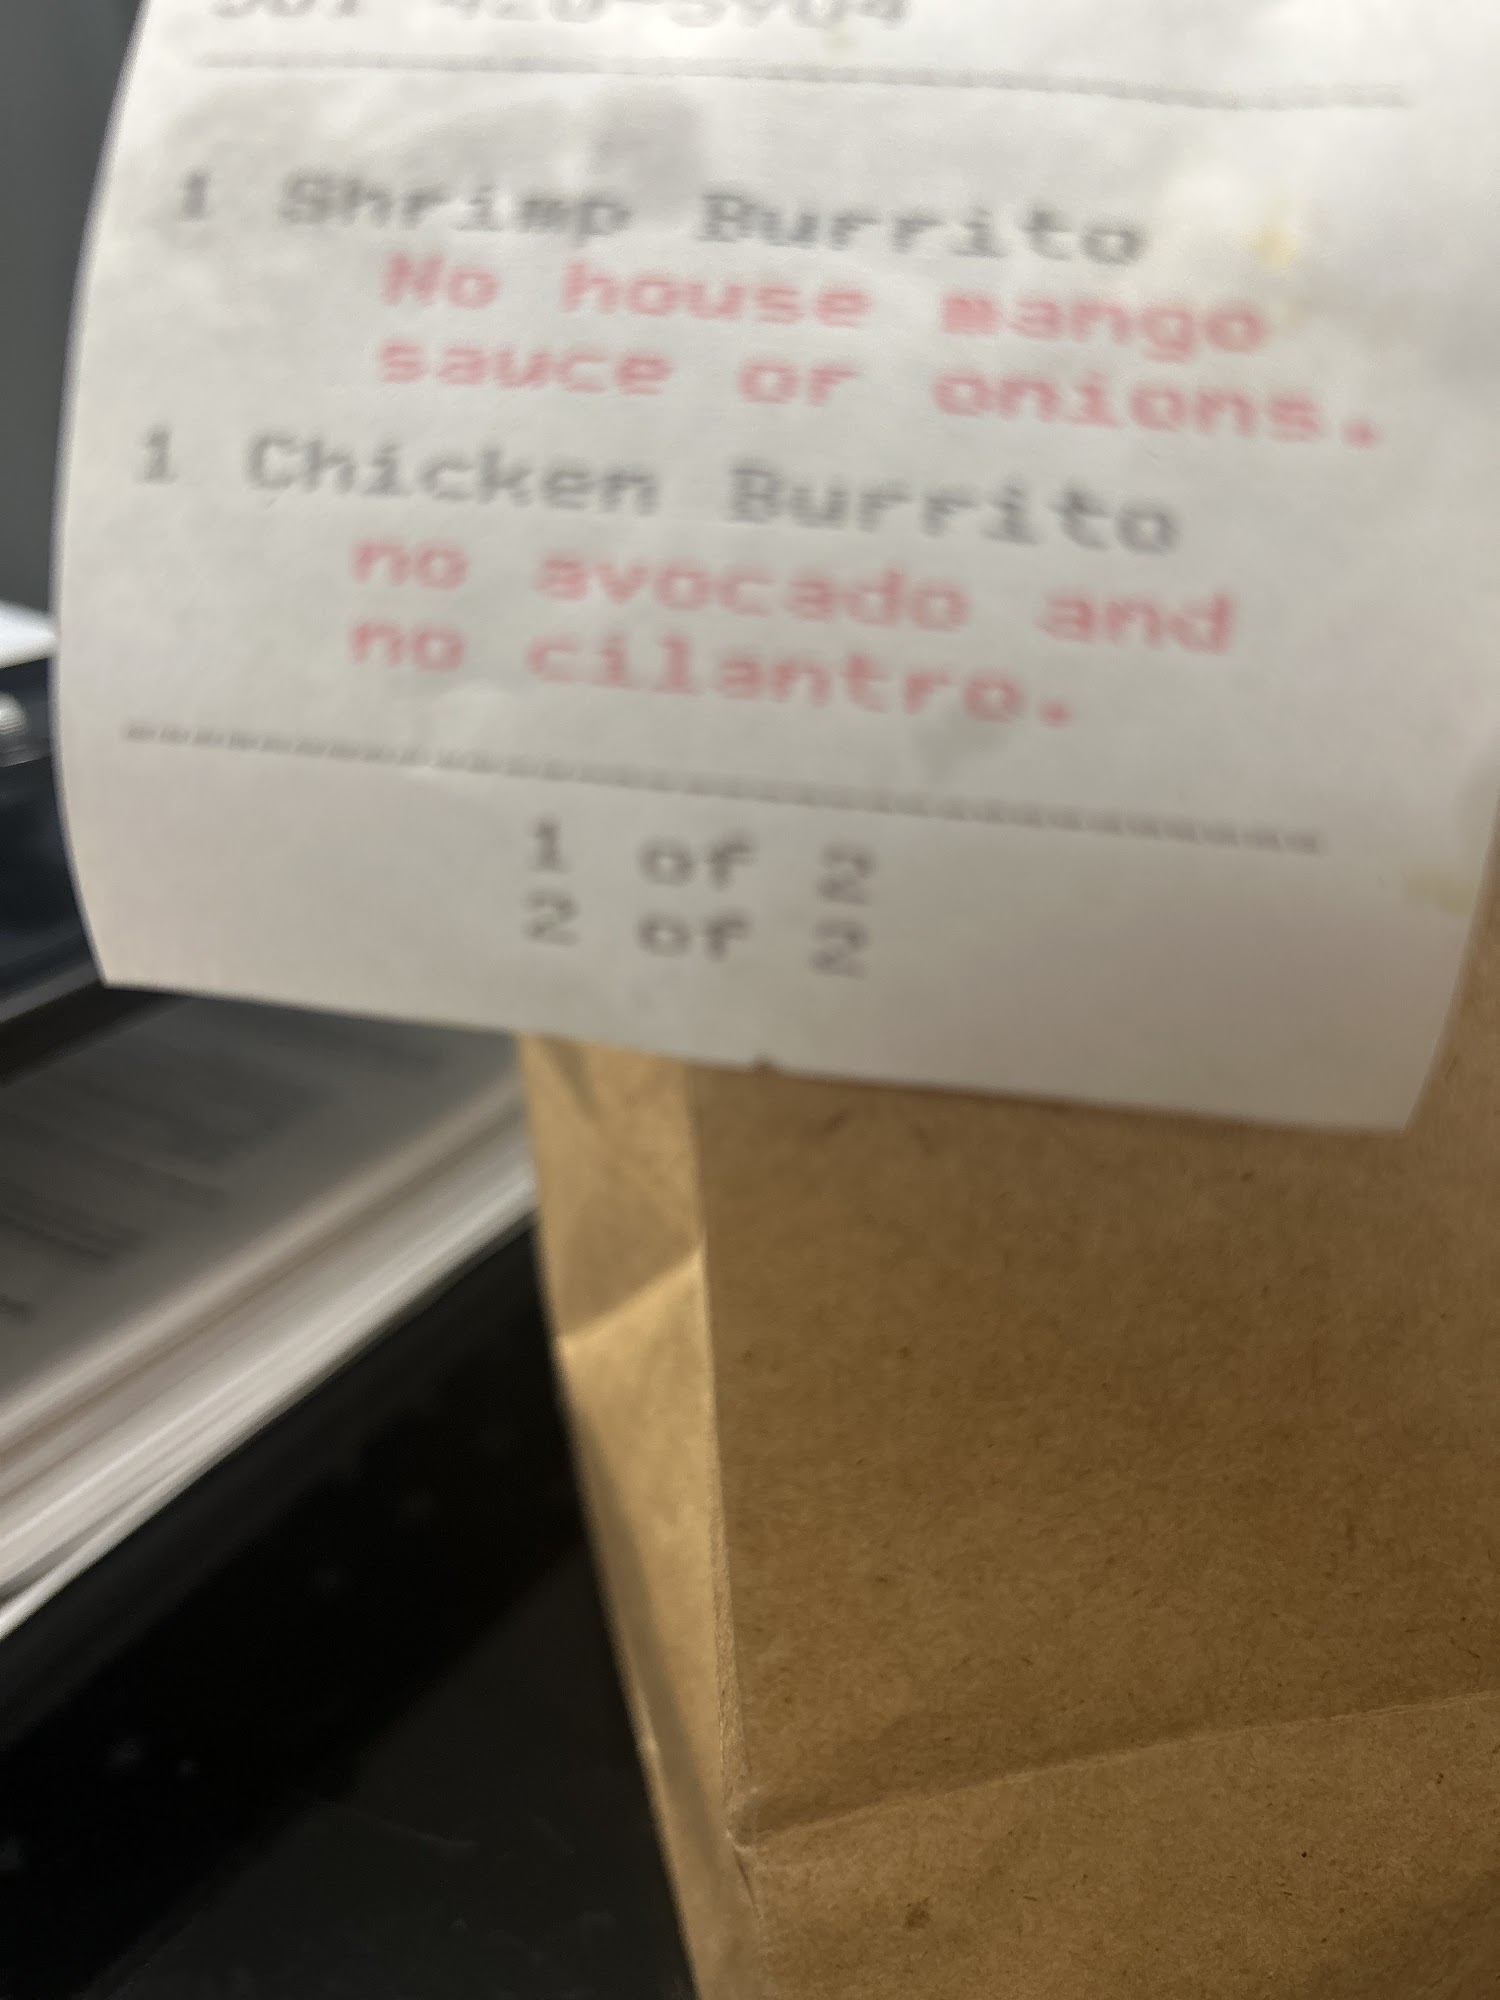 1 Shrimp Burrito
No house mango
sauce or onions.
1 Chicken Burrito
no avocado and
no cilantro.
1 of 2
2 of 2